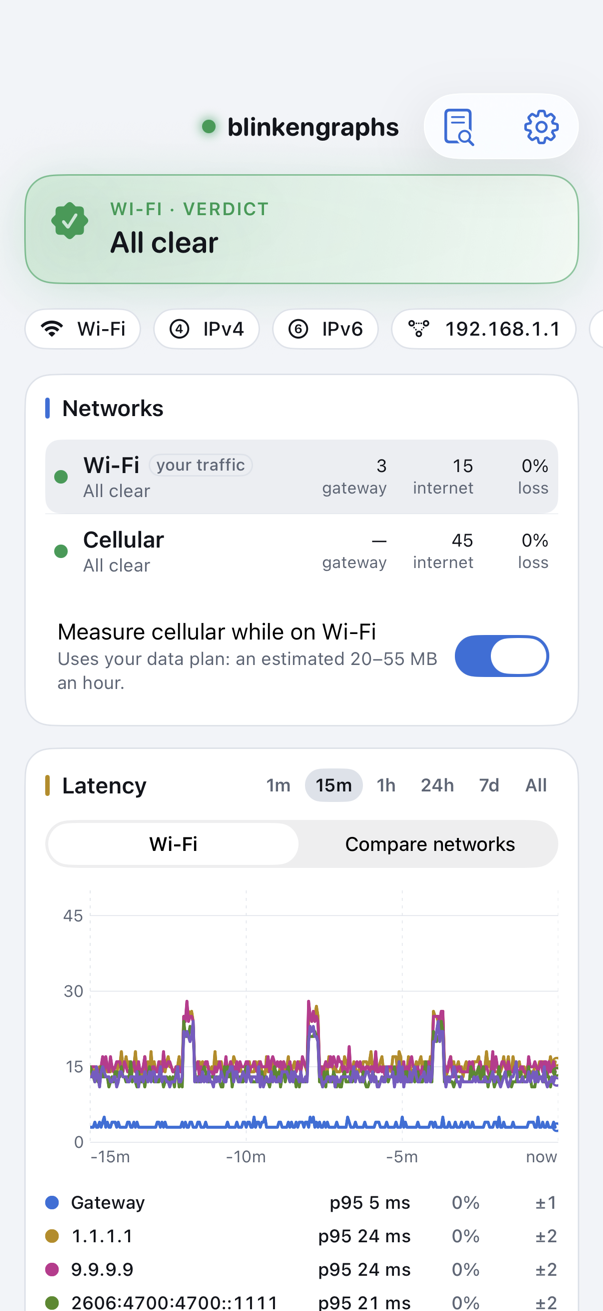 blinkengraphs
WI-FI · VERDICT
All clear
Wi-Fi
4 IPv4
6 IPv6
192.168.1.1
Networks
Wi-Fi your traffic 3 15 0%
All clear gateway internet loss
Cellular — 45 0%
All clear gateway internet loss
Measure cellular while on Wi-Fi
Uses your data plan: an estimated 20–55 MB
an hour.
Latency 1m 15m 1h 24h 7d All
Wi-Fi Compare networks
45
30
15
0
-15m -10m -5m now
Gateway p95 5 ms 0% ±1
1.1.1.1 p95 24 ms 0% ±2
9.9.9.9 p95 24 ms 0% ±2
2606:4700:4700::1111 p95 21 ms 0% ±2